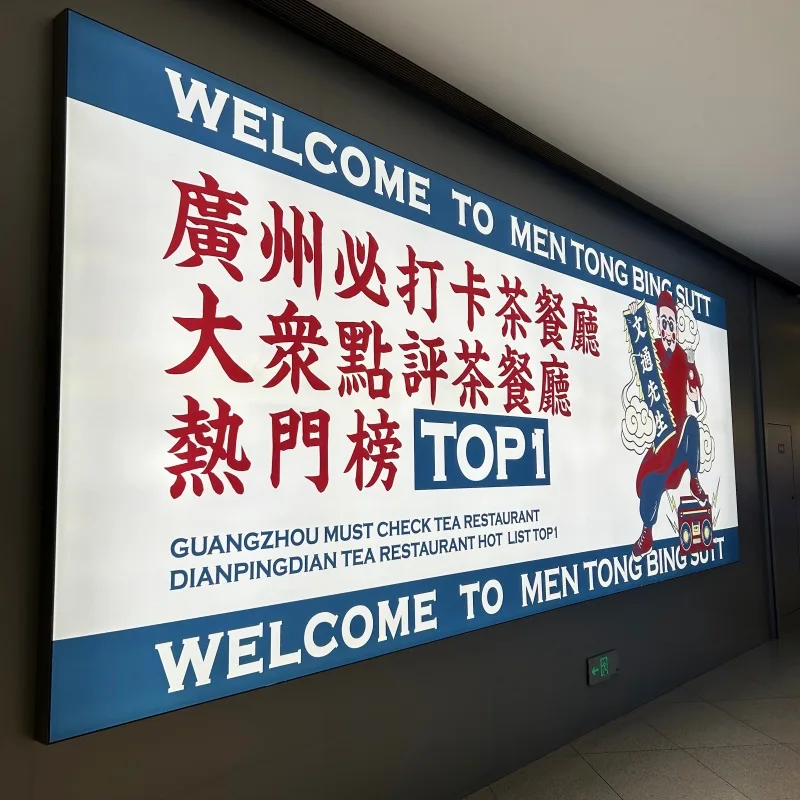 WELCOME TO MEN TONG BING SUTT
廣州必打卡茶餐廳
大衆點評茶餐廳
熱門榜 TOP1
文通先生
GUANGZHOU MUST CHECK TEA RESTAURANT
DIANPINGDIAN TEA RESTAURANT HOT LIST TOP1
WELCOME TO MEN TONG BING SUTT